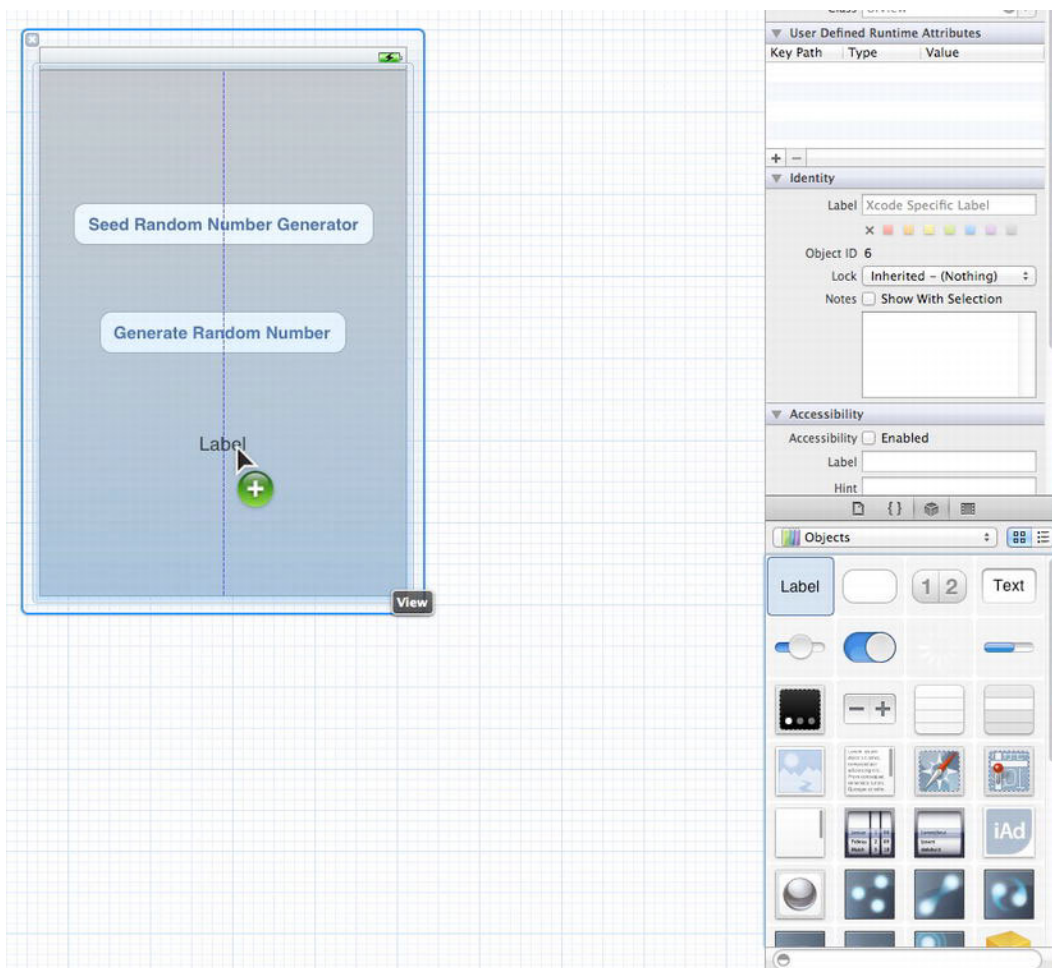 Seed Random Number Generator
Generate Random Number
Label
View
User Defined Runtime Attributes
Key Path Type Value
+ −
Identity
Label Xcode Specific Label
Object ID 6
Lock Inherited – (Nothing)
Notes Show With Selection
Accessibility
Accessibility Enabled
Label
Hint
{}
Objects
Label 1 2 Text
iAd